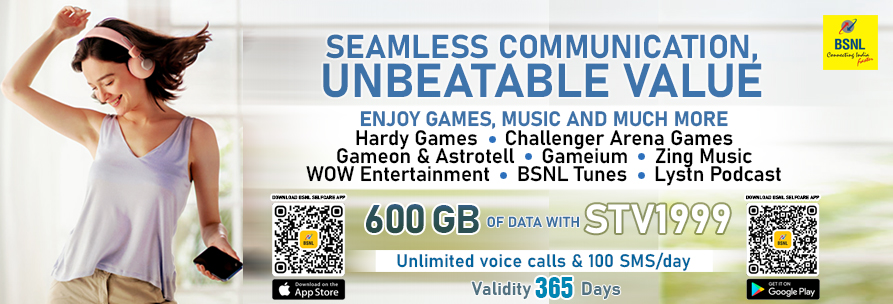 SEAMLESS COMMUNICATION,
UNBEATABLE VALUE
BSNL
Connecting India
faster
ENJOY GAMES, MUSIC AND MUCH MORE
Hardy Games • Challenger Arena Games
Gameon & Astrotell • Gameium • Zing Music
WOW Entertainment • BSNL Tunes • Lystn Podcast
DOWNLOAD BSNL SELFCARE APP
BSNL
Download on the
App Store
600 GB OF DATA WITH STV1999
Unlimited voice calls & 100 SMS/day
Validity 365 Days
DOWNLOAD BSNL SELFCARE APP
BSNL
GET IT ON
Google Play